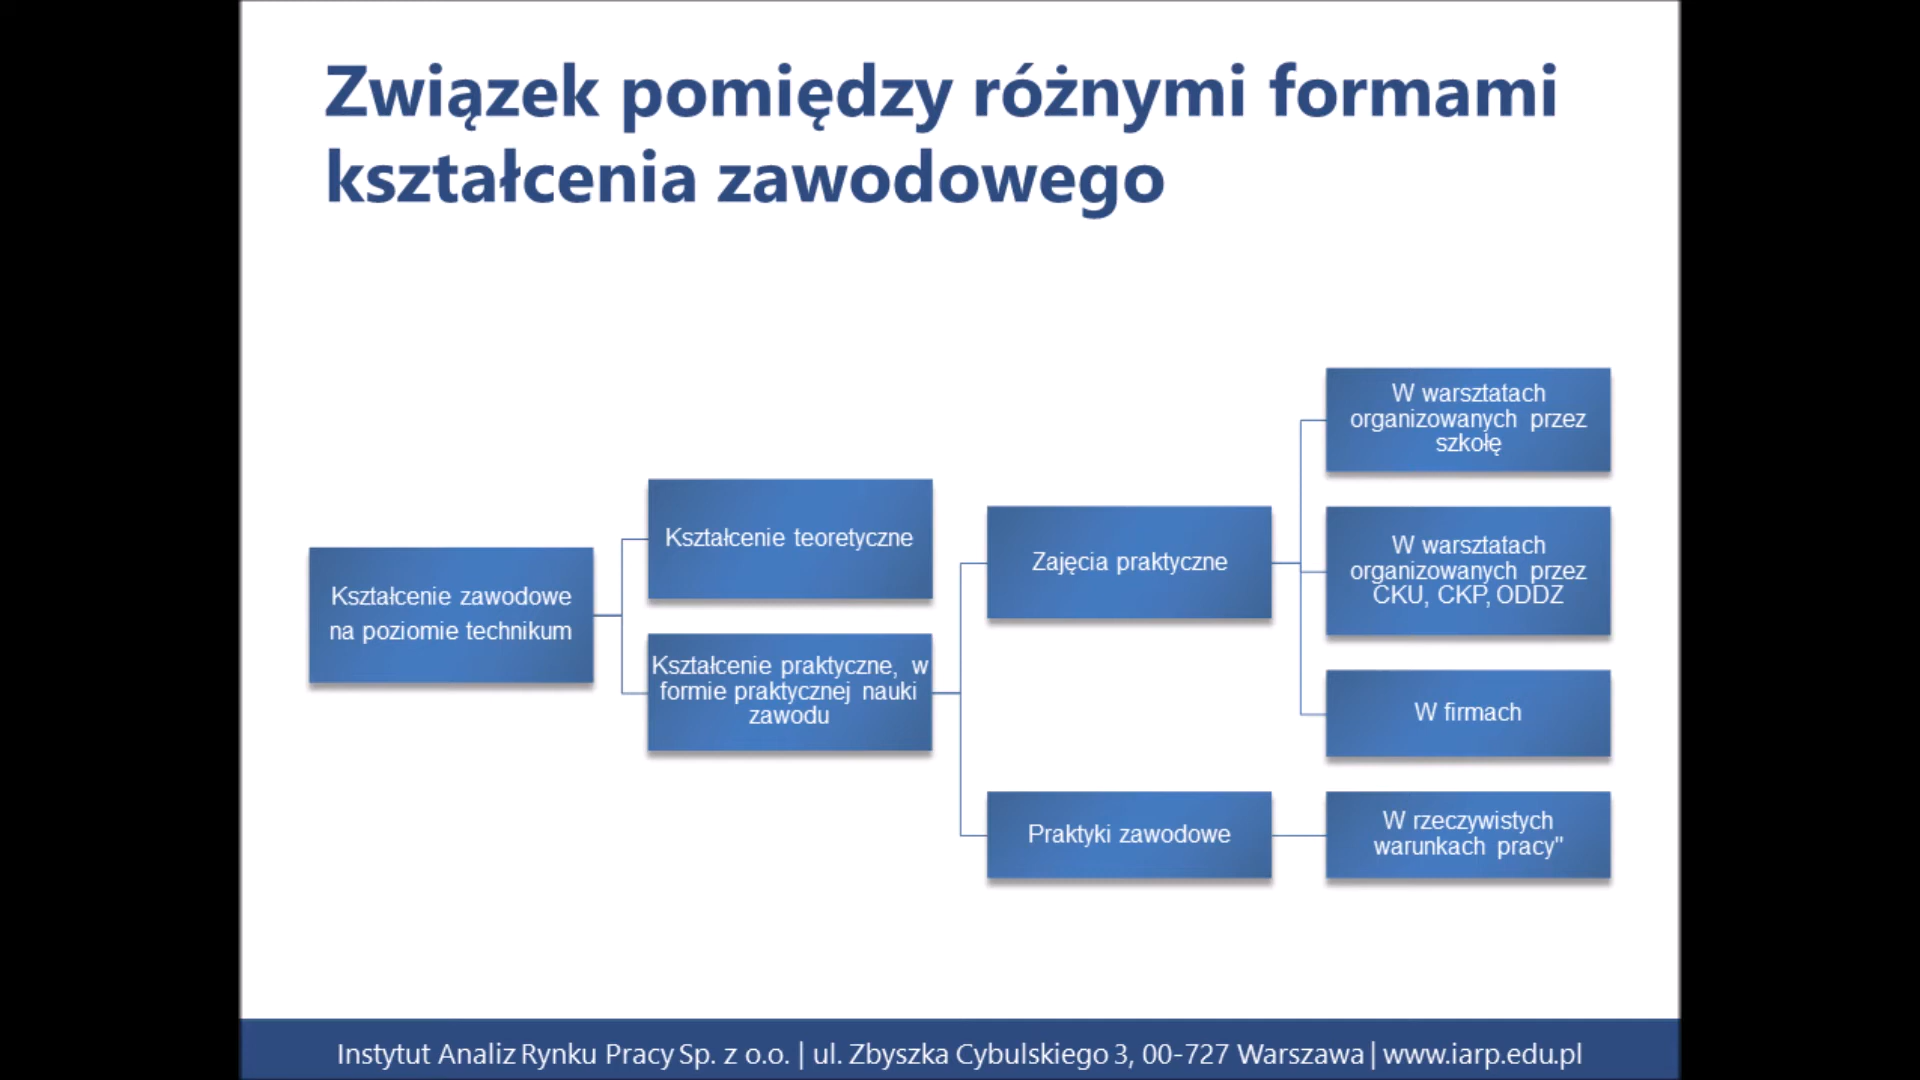 Związek pomiędzy różnymi formami
kształcenia zawodowego
Kształcenie zawodowe
na poziomie technikum
Kształcenie teoretyczne
Kształcenie praktyczne, w
formie praktycznej nauki
zawodu
Zajęcia praktyczne
Praktyki zawodowe
W warsztatach
organizowanych przez
szkołę
W warsztatach
organizowanych przez
CKU, CKP, ODDZ
W firmach
W rzeczywistych
warunkach pracy"
Instytut Analiz Rynku Pracy Sp. z o.o. | ul. Zbyszka Cybulskiego 3, 00-727 Warszawa | www.iarp.edu.pl